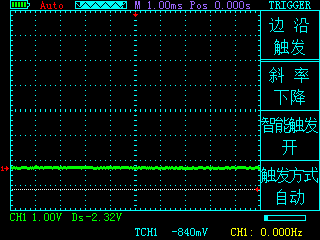 Auto M 1.00ms Pos 0.000s TRIGGER
边 沿
触发
斜 率
下降
智能触发
开
触发方式
自动
CH1 1.00V Ds-2.32V
TCH1 -840mV CH1: 0.000Hz